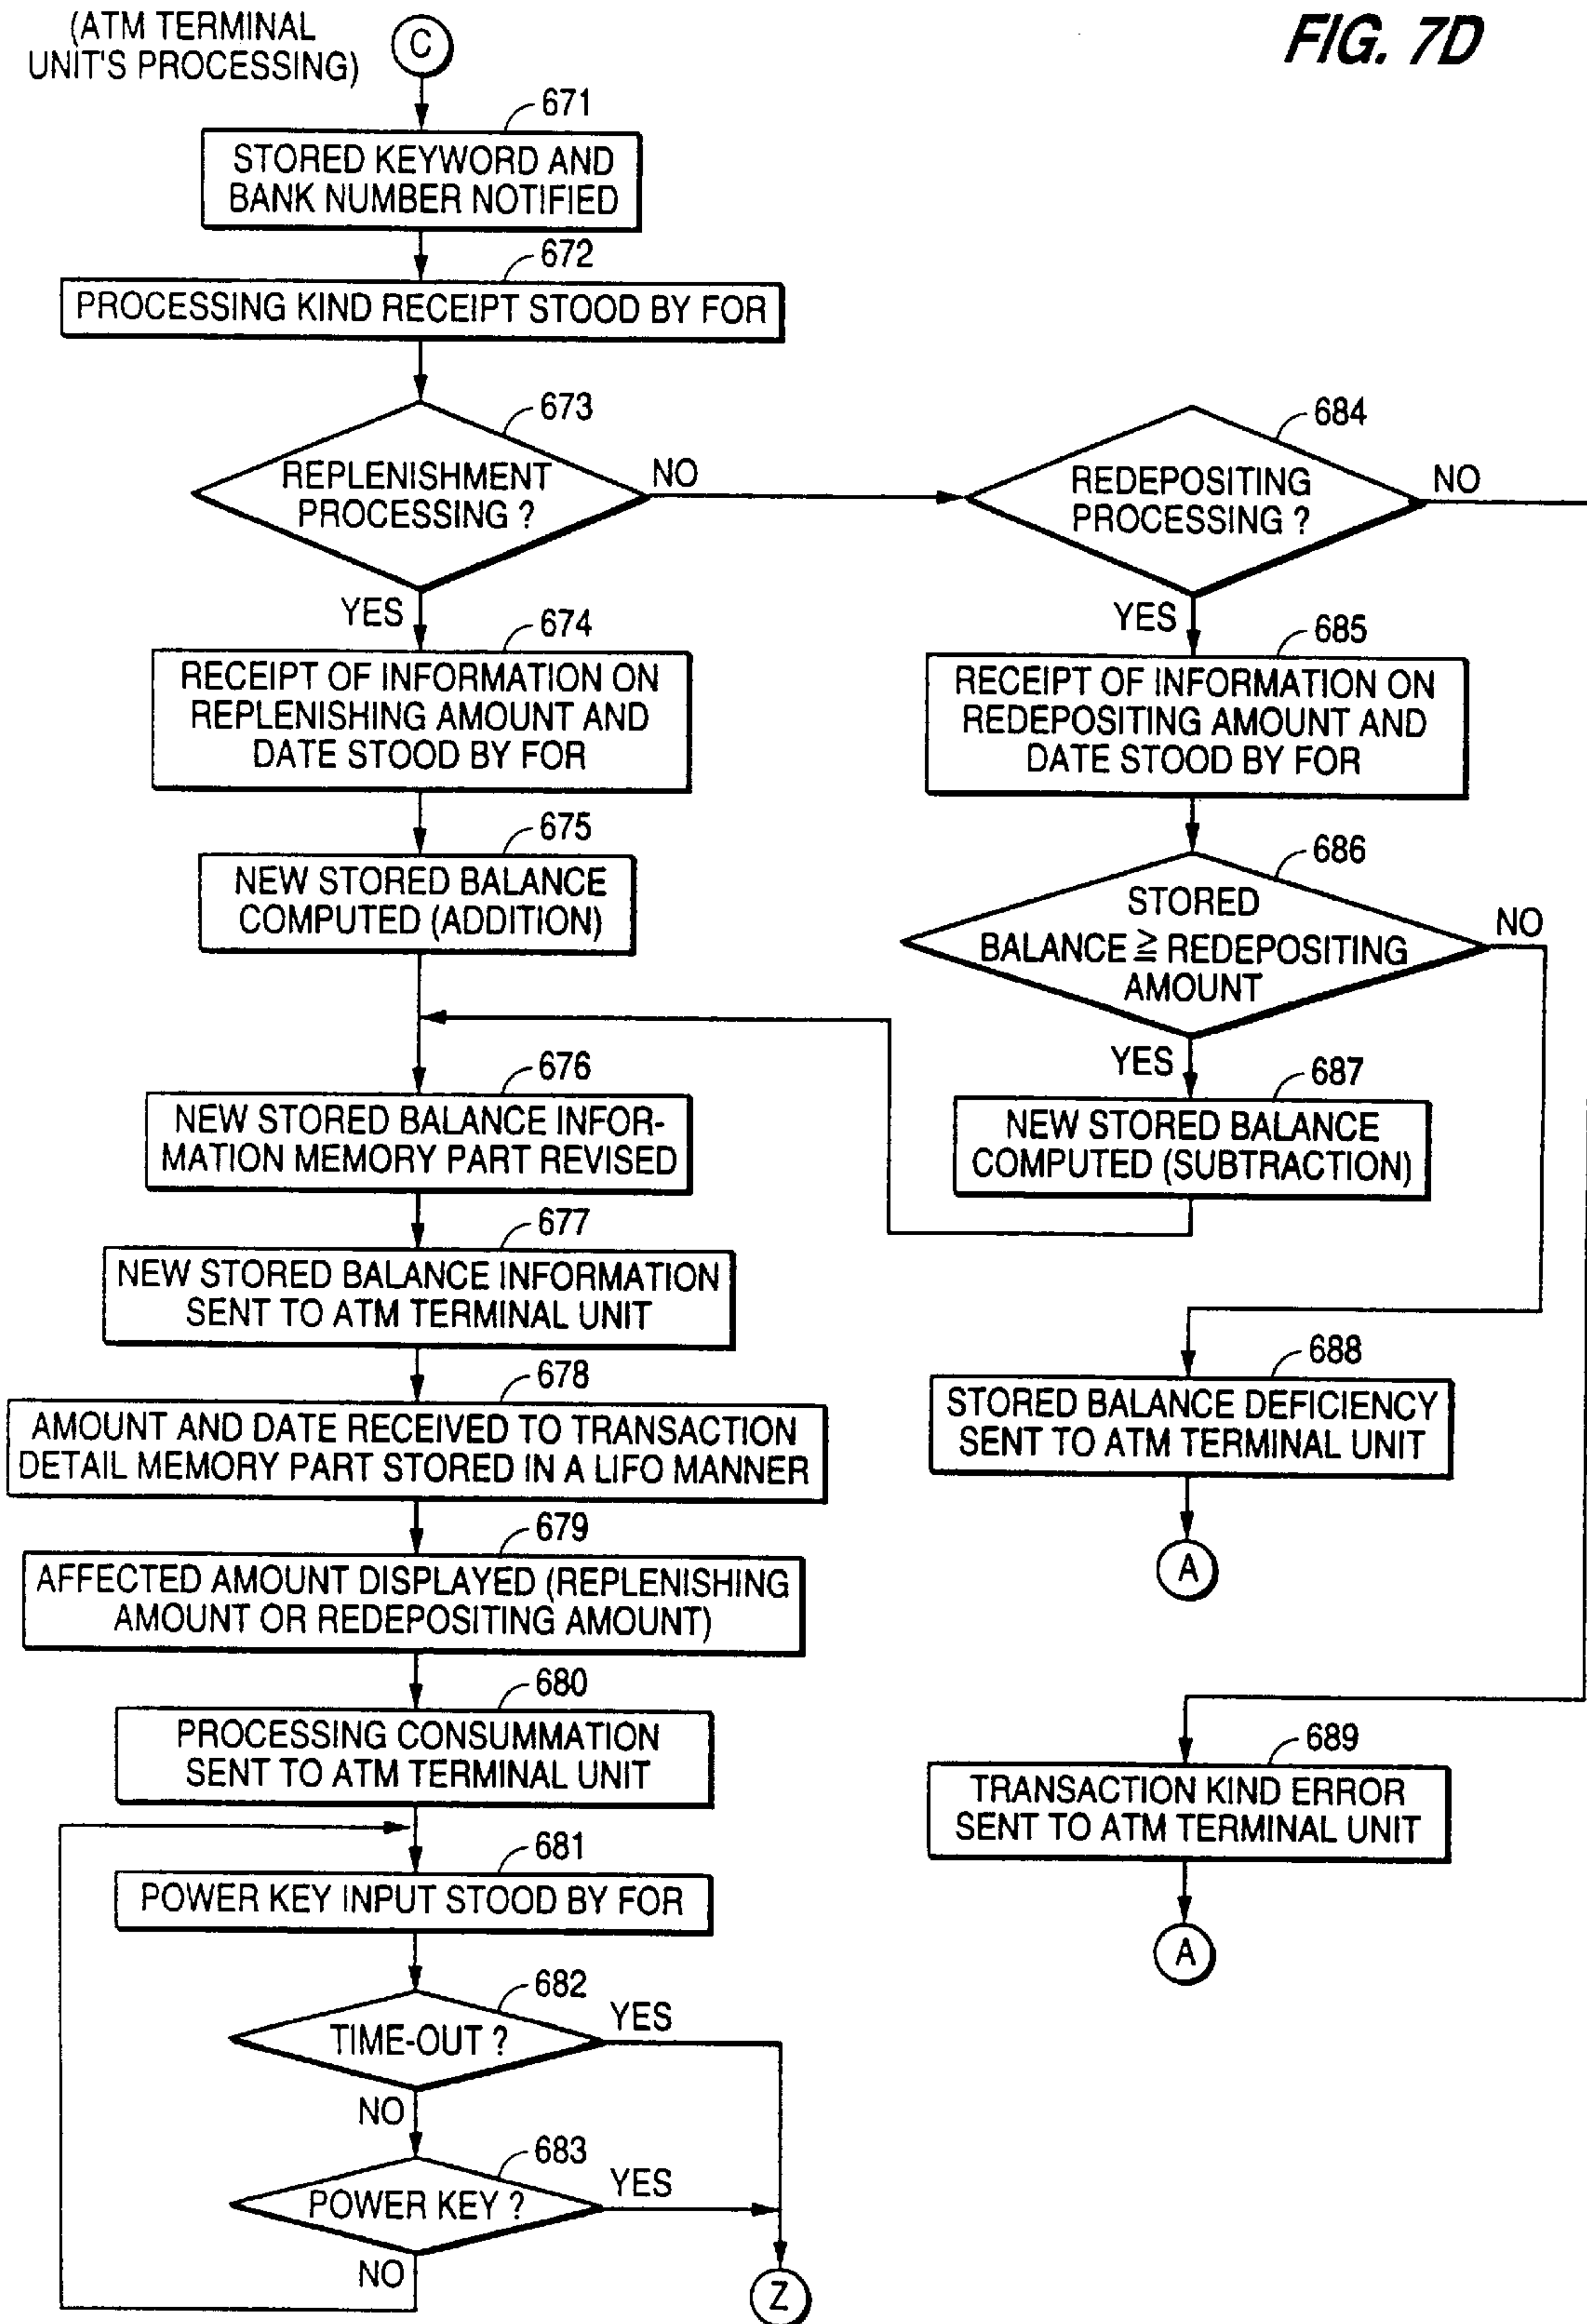 (ATM TERMINAL
UNIT'S PROCESSING)
C
FIG. 7D
671
STORED KEYWORD AND
BANK NUMBER NOTIFIED
672
PROCESSING KIND RECEIPT STOOD BY FOR
673
REPLENISHMENT
PROCESSING ?
NO
YES
684
REDEPOSITING
PROCESSING ?
NO
YES
674
RECEIPT OF INFORMATION ON
REPLENISHING AMOUNT AND
DATE STOOD BY FOR
685
RECEIPT OF INFORMATION ON
REDEPOSITING AMOUNT AND
DATE STOOD BY FOR
675
NEW STORED BALANCE
COMPUTED (ADDITION)
686
STORED
BALANCE ≧ REDEPOSITING
AMOUNT
NO
YES
676
NEW STORED BALANCE INFOR-
MATION MEMORY PART REVISED
687
NEW STORED BALANCE
COMPUTED (SUBTRACTION)
677
NEW STORED BALANCE INFORMATION
SENT TO ATM TERMINAL UNIT
678
AMOUNT AND DATE RECEIVED TO TRANSACTION
DETAIL MEMORY PART STORED IN A LIFO MANNER
688
STORED BALANCE DEFICIENCY
SENT TO ATM TERMINAL UNIT
A
679
AFFECTED AMOUNT DISPLAYED (REPLENISHING
AMOUNT OR REDEPOSITING AMOUNT)
680
PROCESSING CONSUMMATION
SENT TO ATM TERMINAL UNIT
689
TRANSACTION KIND ERROR
SENT TO ATM TERMINAL UNIT
A
681
POWER KEY INPUT STOOD BY FOR
682
TIME-OUT ?
YES
NO
683
POWER KEY ?
YES
NO
Z